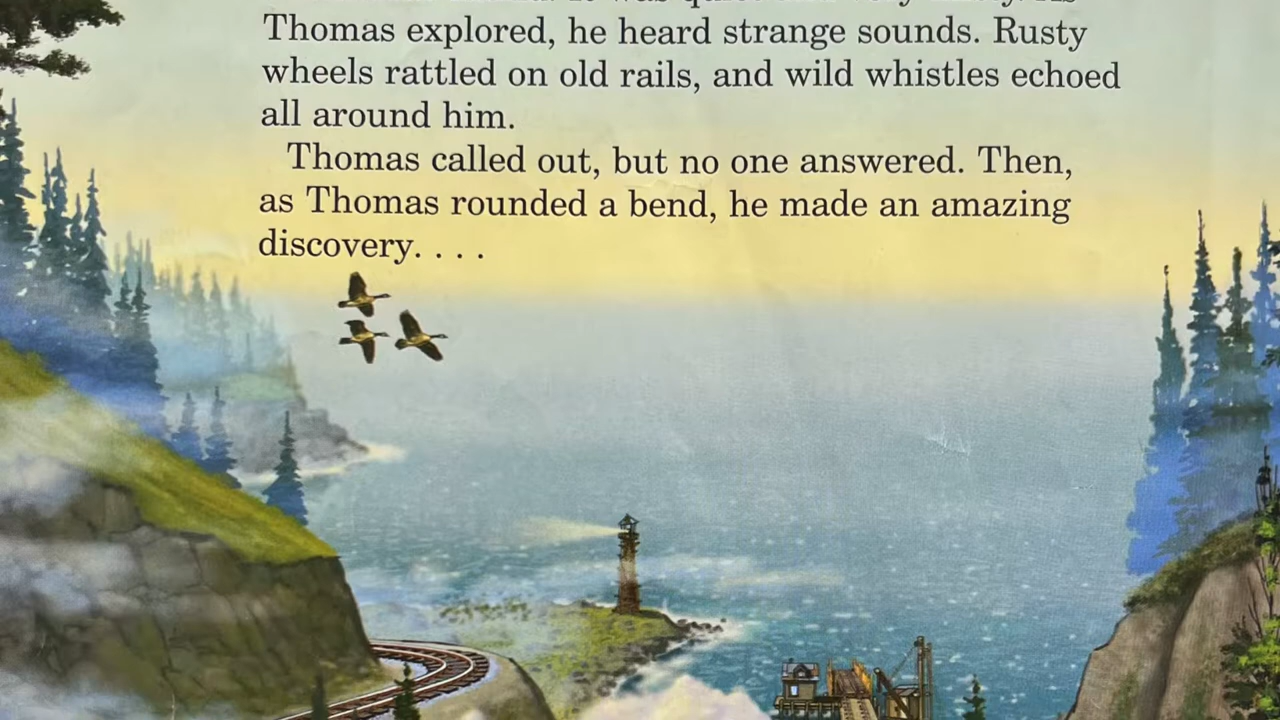 Thomas explored, he heard strange sounds. Rusty
wheels rattled on old rails, and wild whistles echoed
all around him.
Thomas called out, but no one answered. Then,
as Thomas rounded a bend, he made an amazing
discovery. . . .